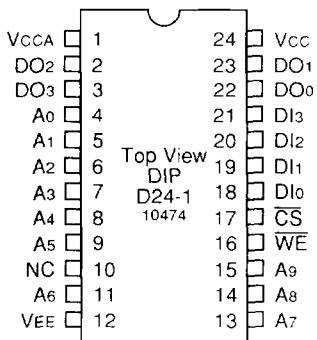 VCCA 1 24 VCC
DO2 2 23 DO1
DO3 3 22 DO0
A0 4 21 DI3
A1 5 20 DI2
A2 6 Top View 19 DI1
A3 7 DIP 18 DI0
A4 8 D24-1 17 C̅S̅
A5 9 10474 16 W̅E̅
NC 10 15 A9
A6 11 14 A8
VEE 12 13 A7